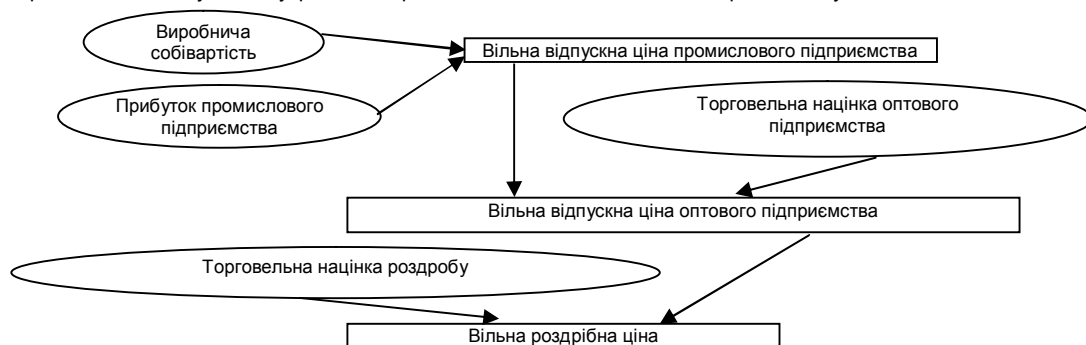 Виробнича
собівартість
Вільна відпускна ціна промислового підприємства
Прибуток промислового
підприємства
Торговельна націнка оптового
підприємства
Вільна відпускна ціна оптового підприємства
Торговельна націнка роздробу
Вільна роздрібна ціна